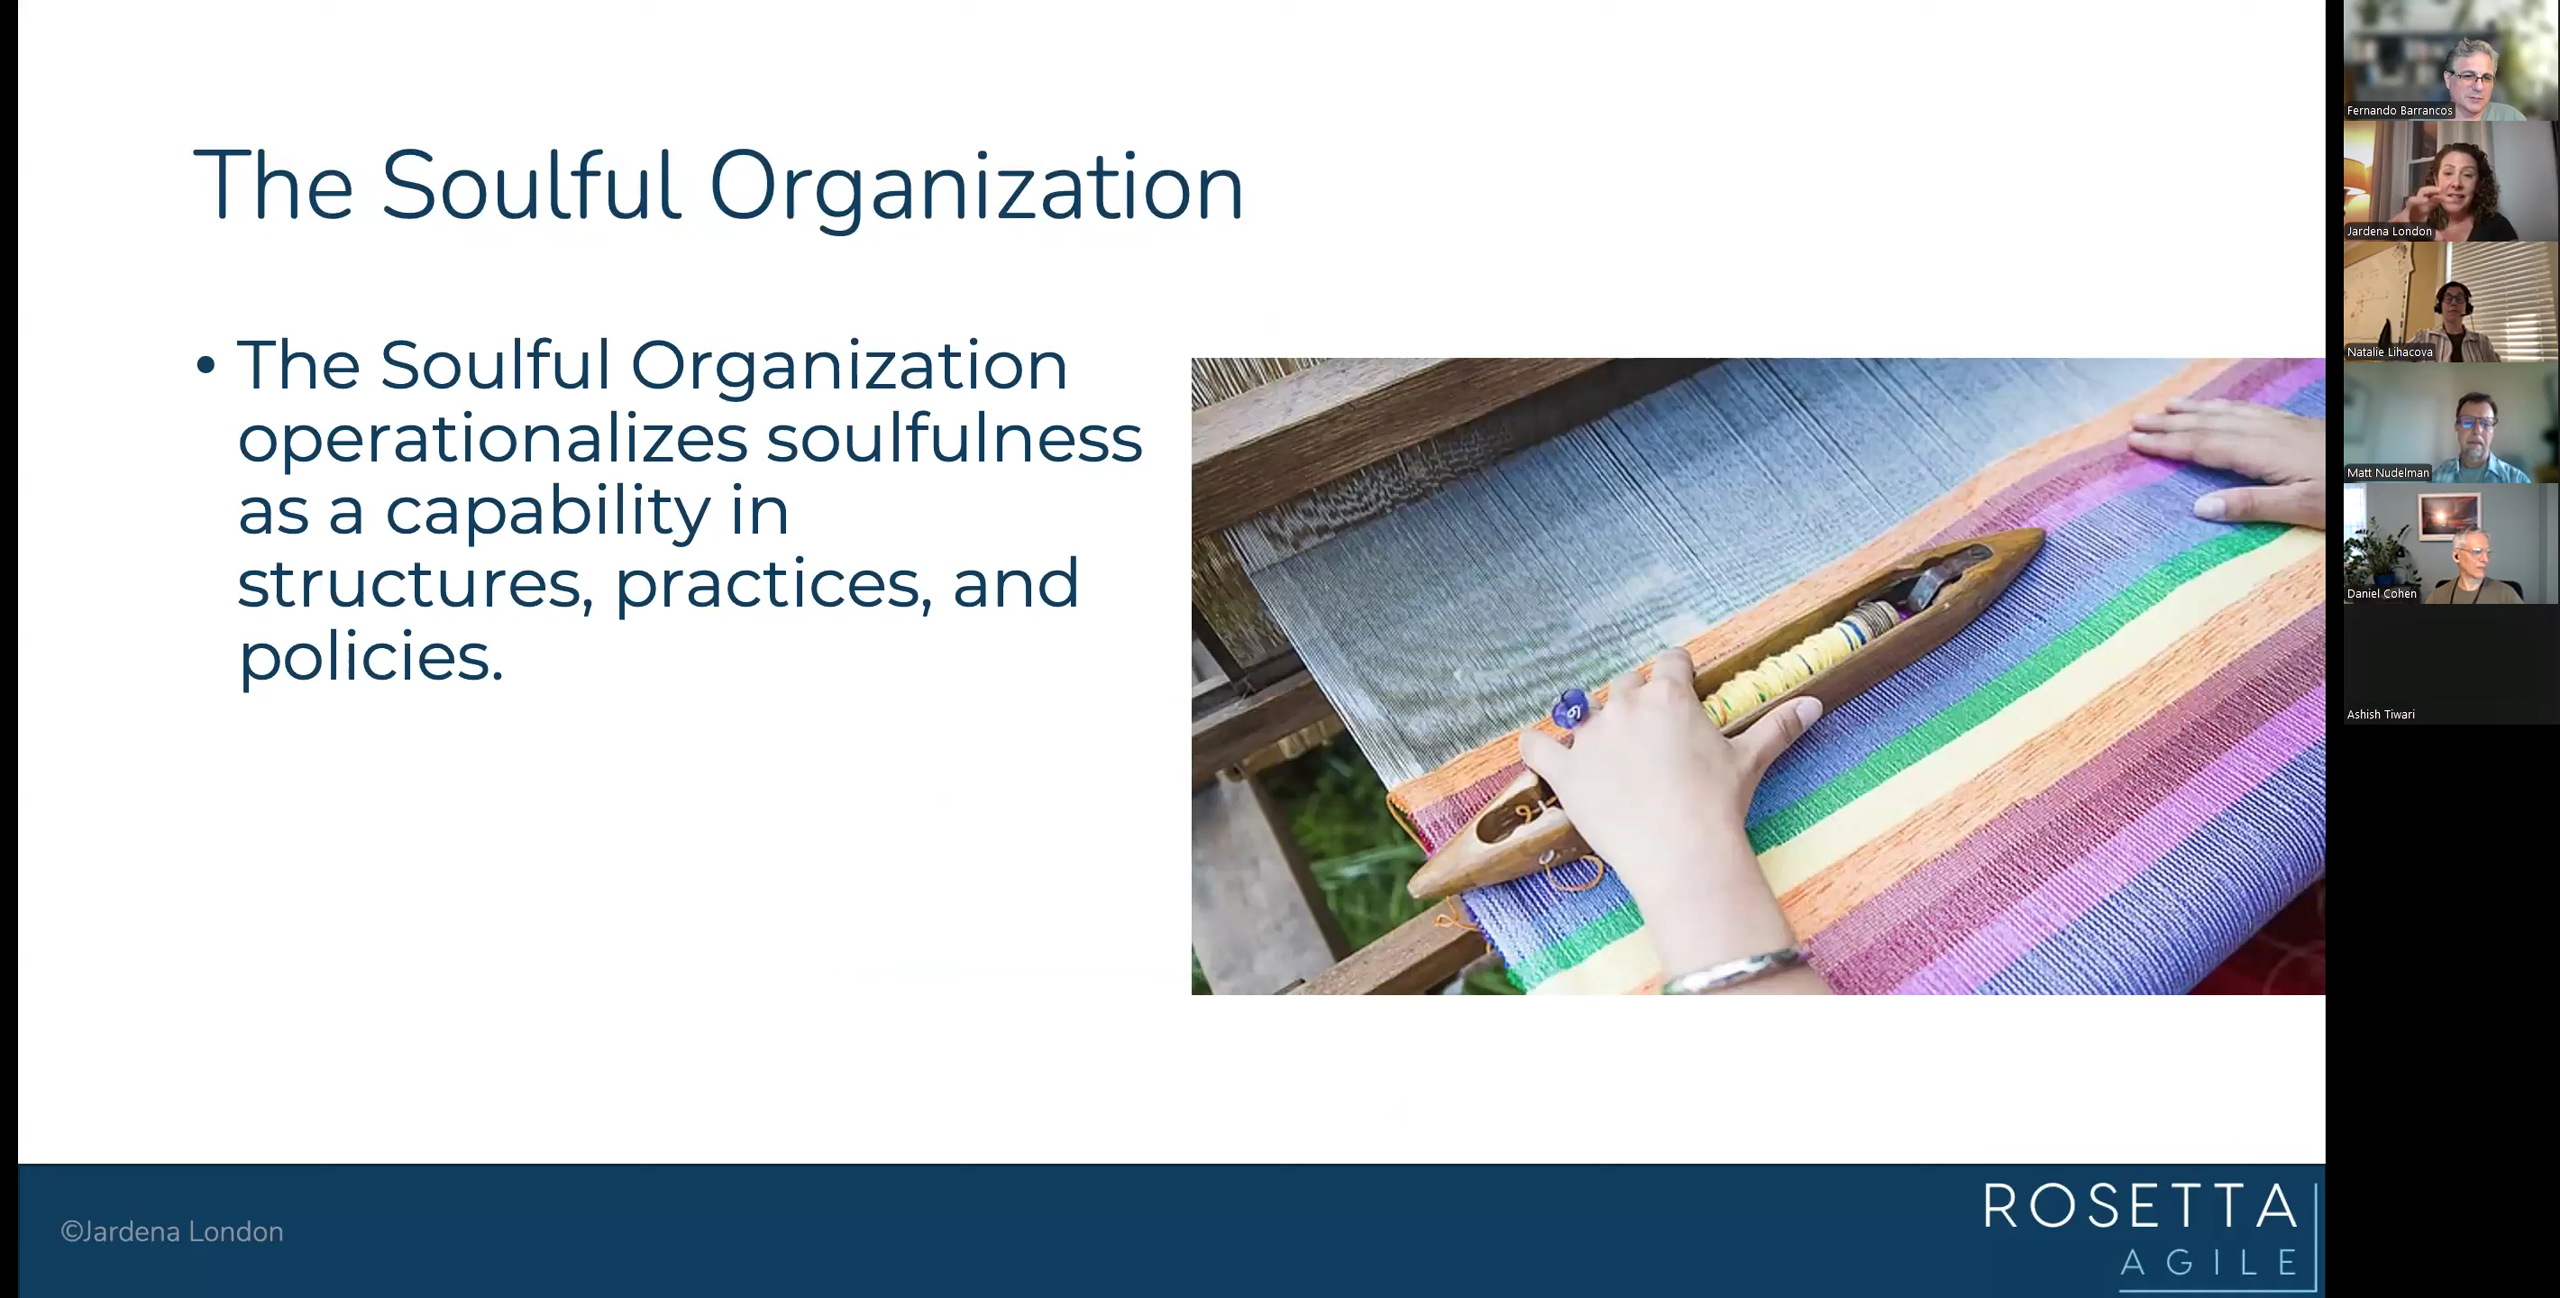 The Soulful Organization
• The Soulful Organization
operationalizes soulfulness
as a capability in
structures, practices, and
policies.
©Jardena London
ROSETTA
AGILE
Fernando Barrancos
Jardena London
Natalie Lihacova
Matt Nudelman
Daniel Cohen
Ashish Tiwari